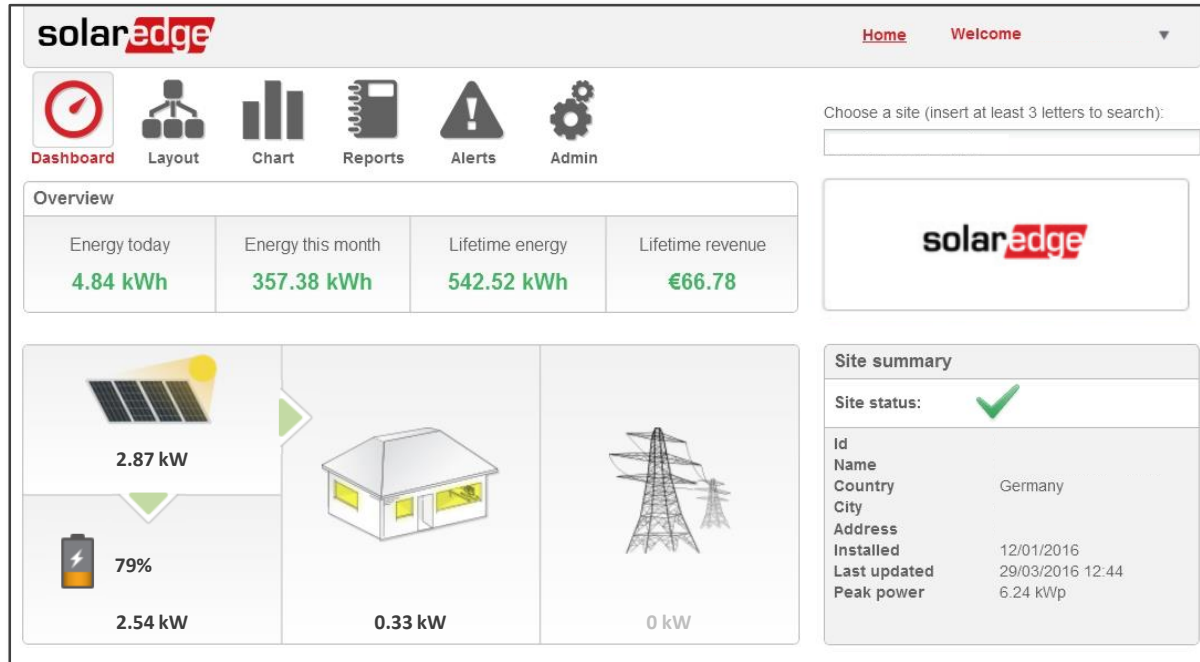 solaredge
Home Welcome
Dashboard Layout Chart Reports Alerts Admin
Choose a site (insert at least 3 letters to search):
Overview
Energy today Energy this month Lifetime energy Lifetime revenue
4.84 kWh 357.38 kWh 542.52 kWh €66.78
solaredge
2.87 kW
79%
2.54 kW 0.33 kW 0 kW
Site summary
Site status:
Id
Name
Country Germany
City
Address
Installed 12/01/2016
Last updated 29/03/2016 12:44
Peak power 6.24 kWp